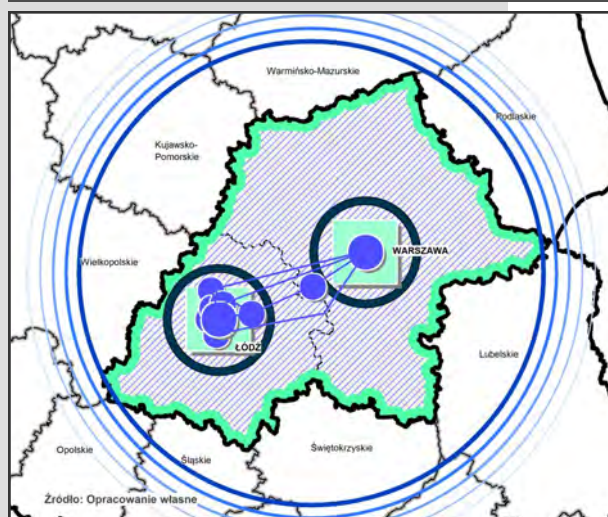 Warmińsko-Mazurskie
Podlaskie
Kujawsko-
Pomorskie
WARSZAWA
Wielkopolskie
ŁÓDŹ
Lubelskie
Opolskie
Śląskie
Świętokrzyskie
Źródło: Opracowanie własne